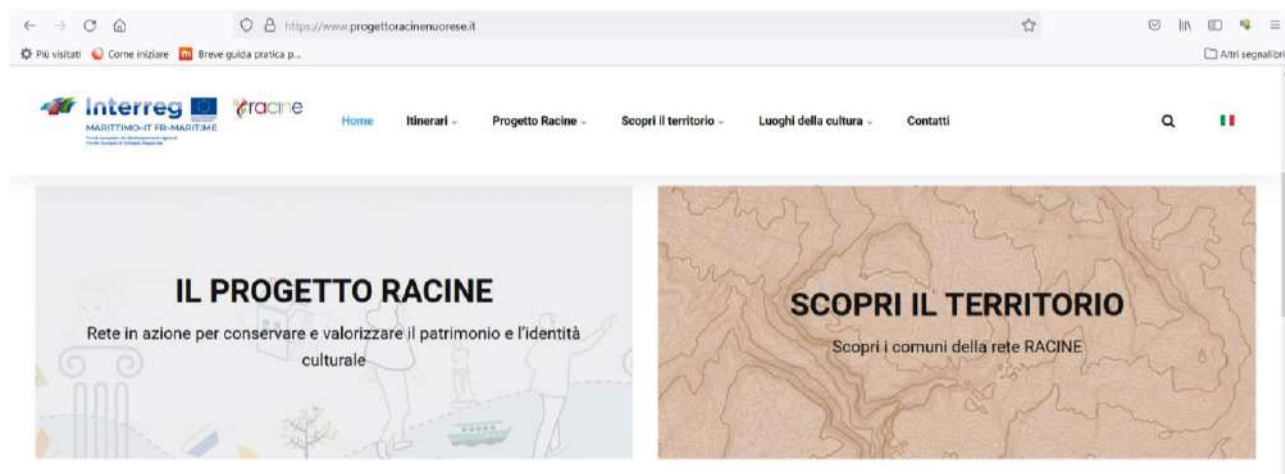 https://www.progettoracinenuorese.it
Più visitati Come iniziare Breve guida pratica p... Altri segnalibri
Interreg racine
MARITTIMO-IT FR-MARITIME
Home Itinerari Progetto Racine Scopri il territorio Luoghi della cultura Contatti
IL PROGETTO RACINE
Rete in azione per conservare e valorizzare il patrimonio e l'identità
culturale
SCOPRI IL TERRITORIO
Scopri i comuni della rete RACINE